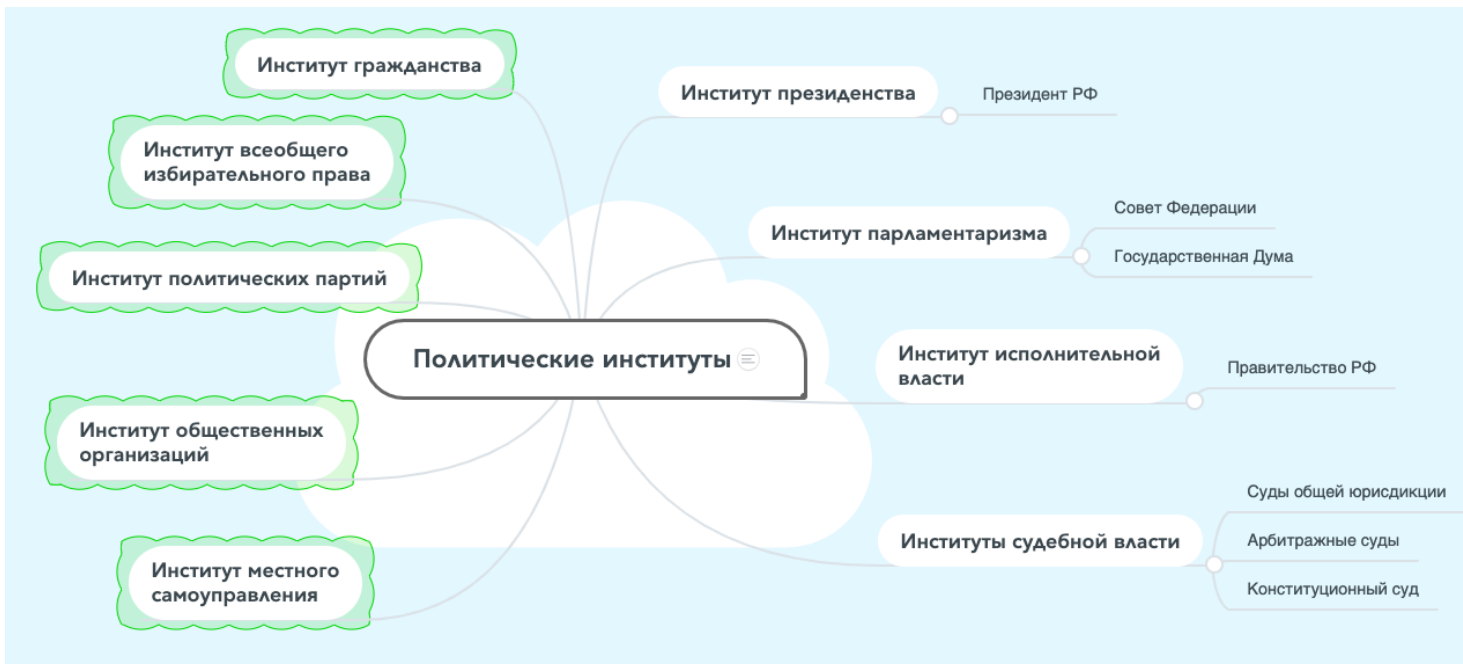 Институт гражданства
Институт всеобщего
избирательного права
Институт политических партий
Институт общественных
организаций
Институт местного
самоуправления
Политические институты
Институт президенства
Президент РФ
Институт парламентаризма
Совет Федерации
Государственная Дума
Институт исполнительной
власти
Правительство РФ
Институты судебной власти
Суды общей юрисдикции
Арбитражные суды
Конституционный суд